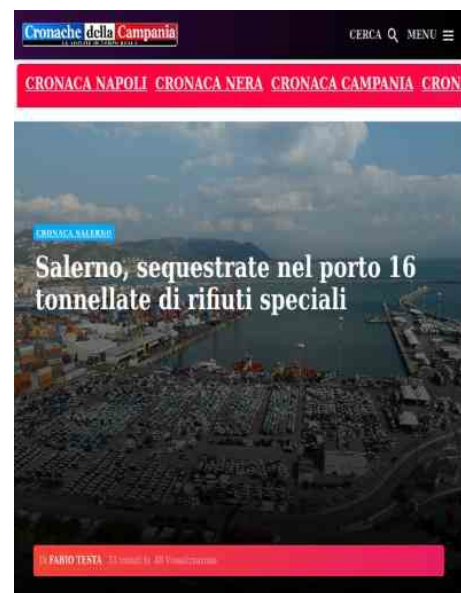 Cronache della Campania
CERCA MENU
CRONACA NAPOLI CRONACA NERA CRONACA CAMPANIA CRON
CRONACA SALERNO
Salerno, sequestrate nel porto 16
tonnellate di rifiuti speciali
FABIO TESTA